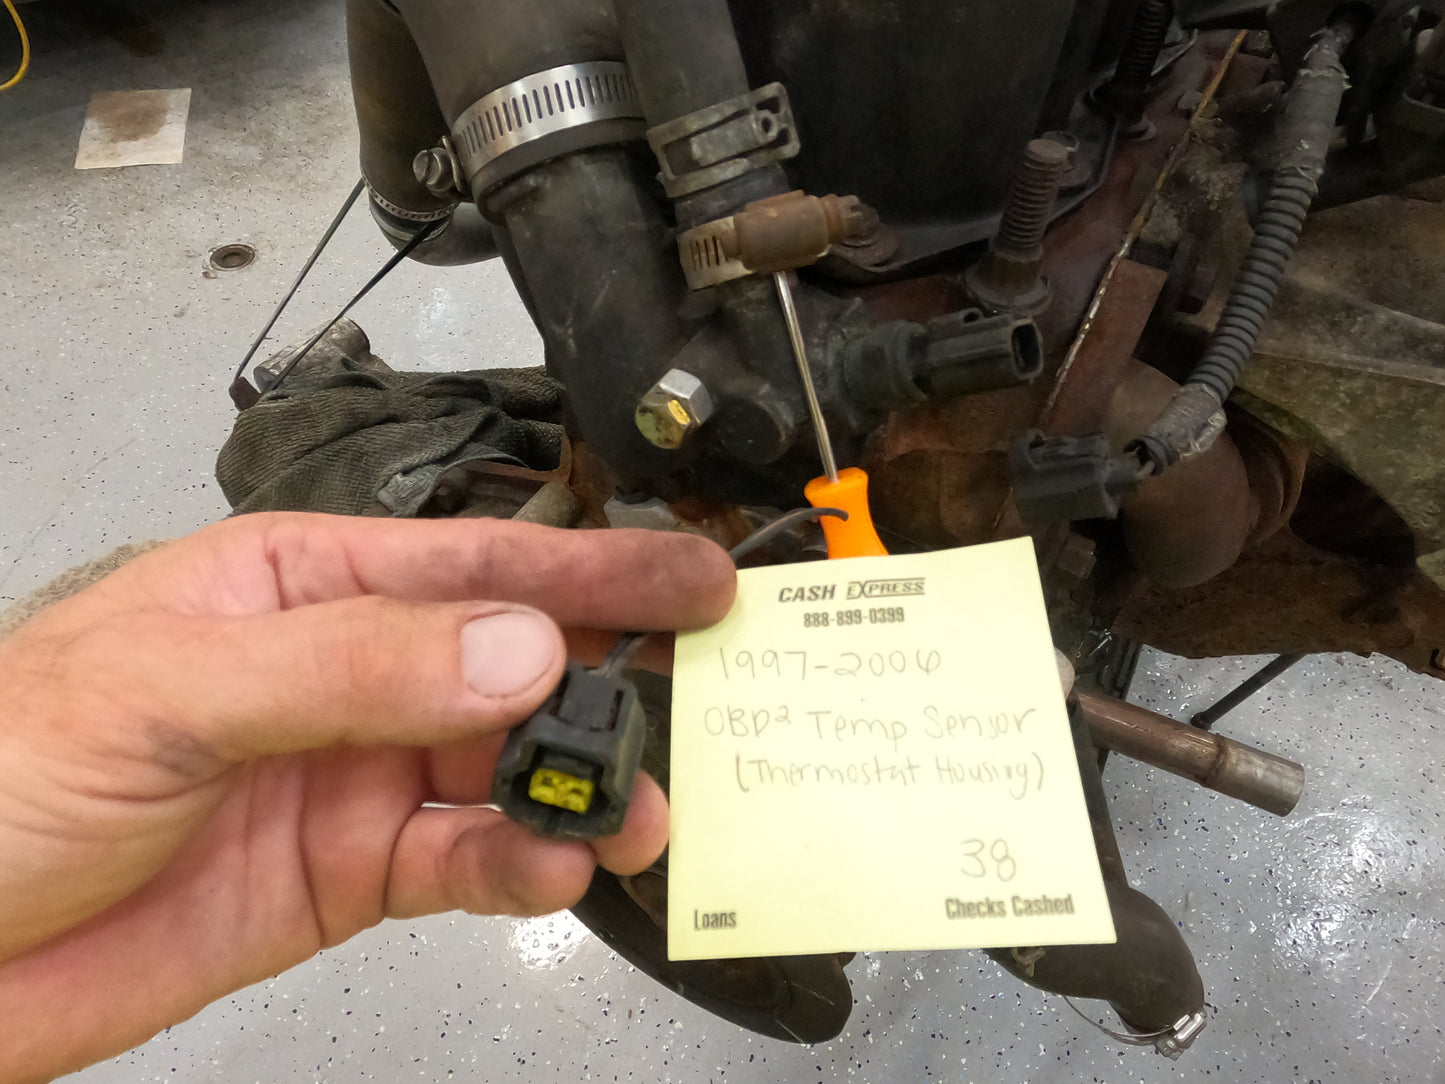 CASH EXPRESS
888-899-0399
1997-2006
OBD² Temp Sensor
(Thermostat Housing)
38
Loans
Checks Cashed